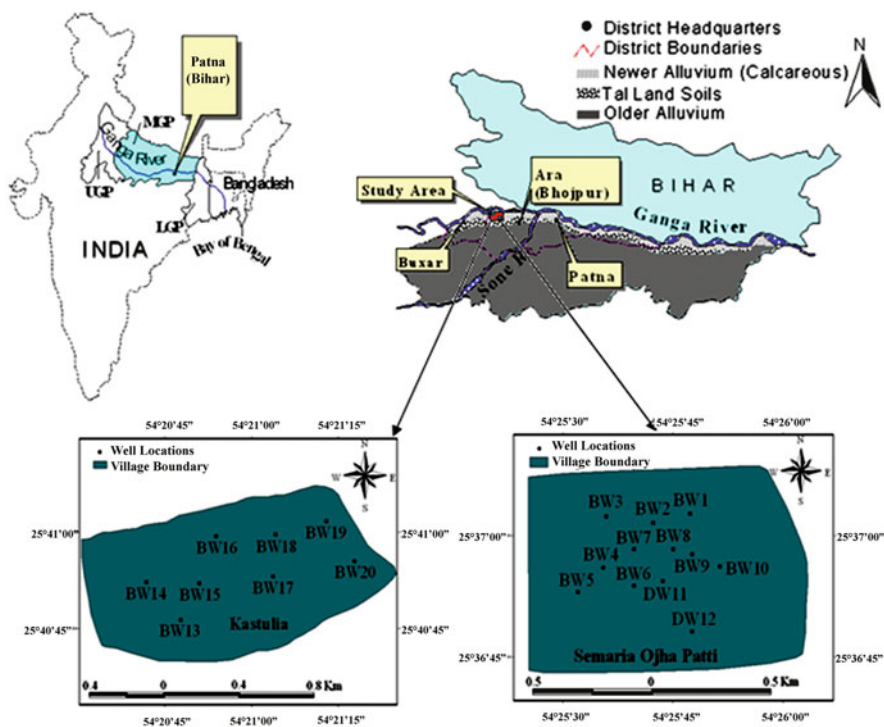 Patna
(Bihar)
MGP
Ganga River
UGP
LGP
Bangladesh
INDIA
Bay of Bengal
District Headquarters
District Boundaries
Newer Alluvium (Calcareous)
Tal Land Soils
Older Alluvium
N
Study Area
Ara
(Bhojpur)
BIHAR
Ganga River
Buxar
Sone R
Patna
54°20'45" 54°21'00" 54°21'15"
Well Locations
Village Boundary
N
W E
S
25°41'00" 25°41'00"
BW19
BW16 BW18
BW20
BW14 BW15 BW17
BW13 Kastulia
25°40'45" 25°40'45"
0.4 0 0.4 0.8 Km
54°20'45" 54°21'00" 54°21'15"
54°25'30" 54°25'45" 54°26'00"
Well Locations
Village Boundary
N
W E
S
BW3 BW2 BW1
25°37'00" 25°37'00"
BW7 BW8
BW4 BW9 BW10
BW5 BW6 DW11
DW12
25°36'45" Semaria Ojha Patti 25°36'45"
0.5 0 0.5 Km
54°25'30" 54°25'45" 54°26'00"